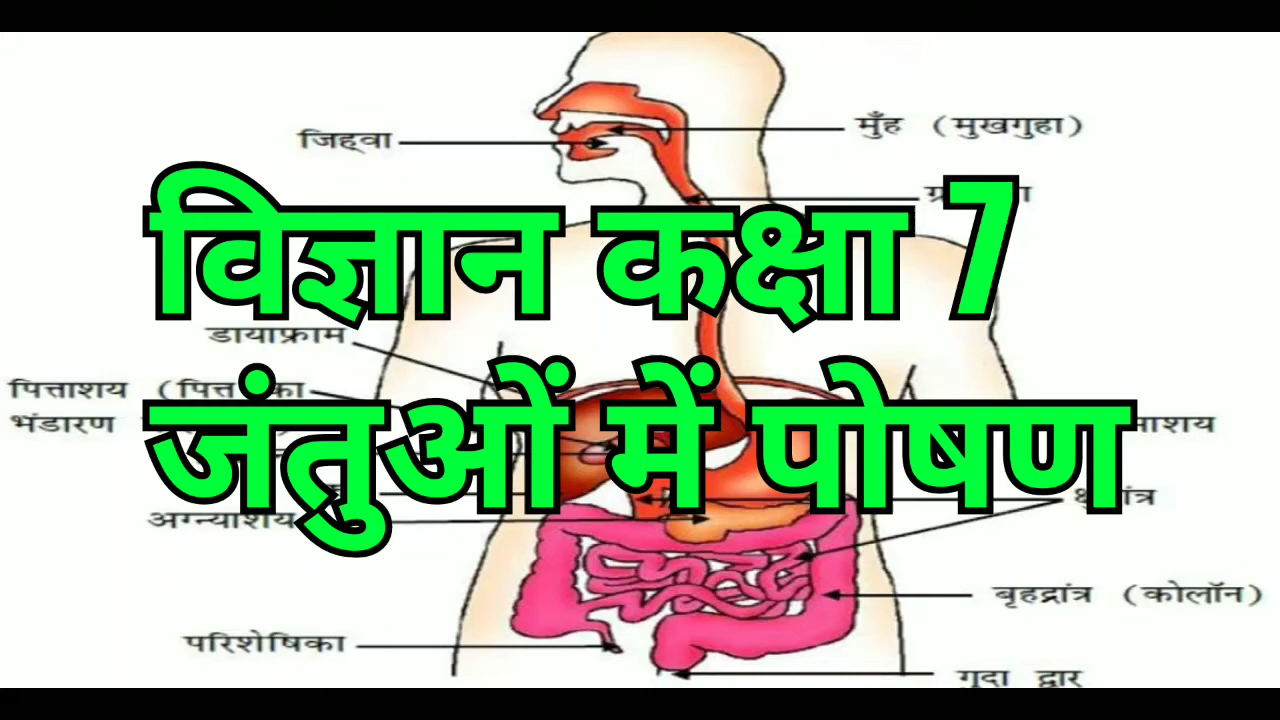 जिह्वा
मुँह (मुखगुहा)
विज्ञान कक्षा 7
डायाफ्राम
पित्ताशय
भंडारण
जंतुओं में पोषण
अग्न्याशय
बृहद्रांत्र (कोलॉन)
परिशेषिका
गुदा द्वार